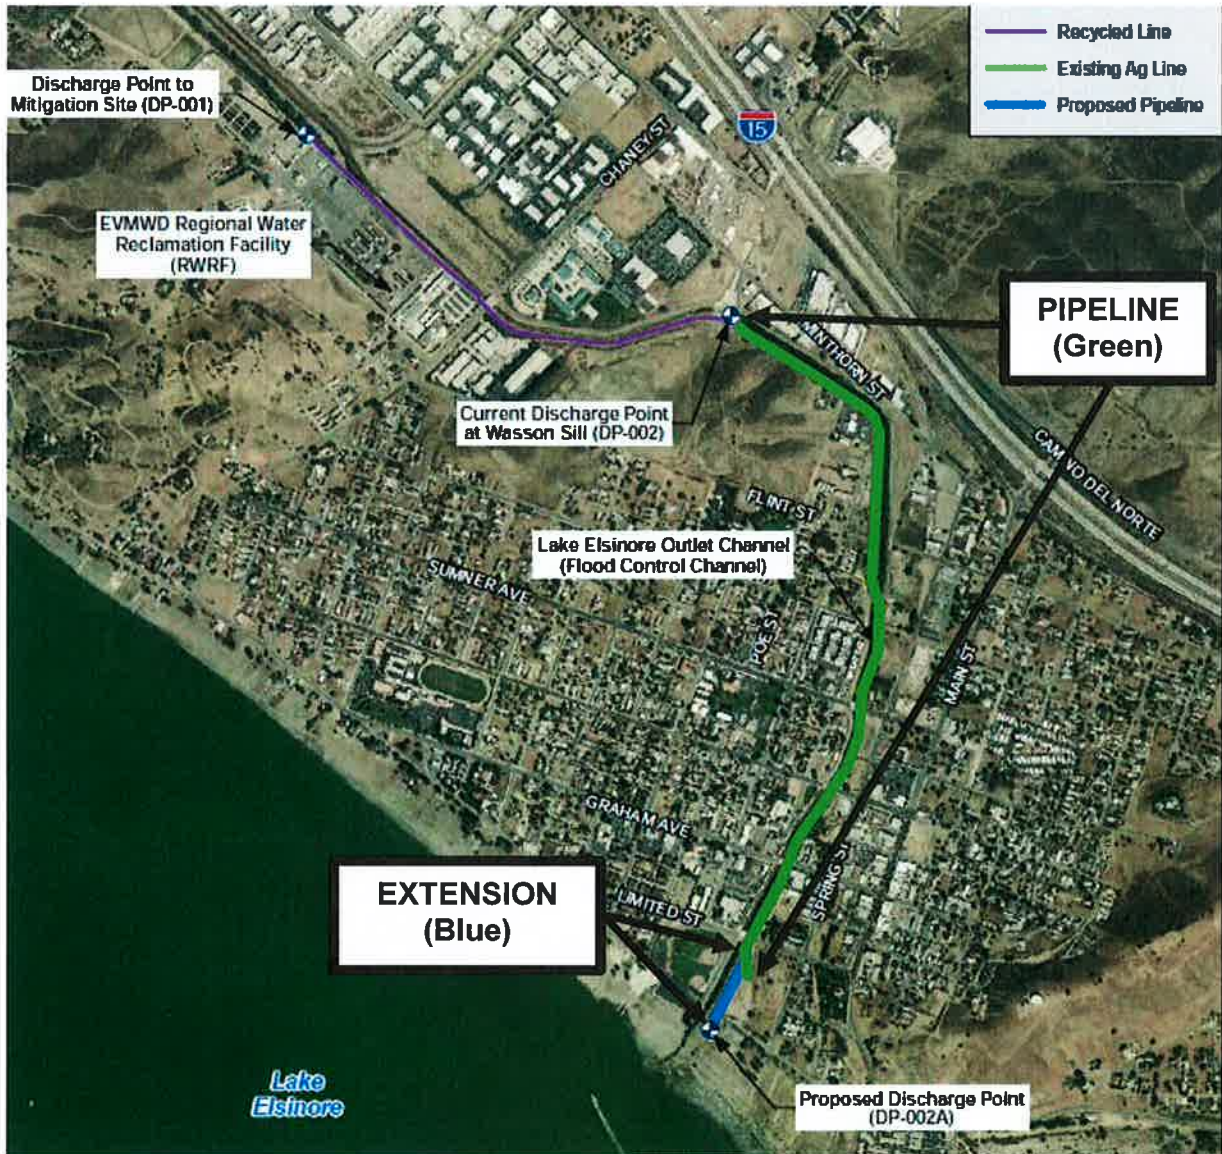 Recycled Line
Existing Ag Line
Proposed Pipeline
Discharge Point to
Mitigation Site (DP-001)
15
CHANEY ST
EVMWD Regional Water
Reclamation Facility
(RWRF)
PIPELINE
(Green)
MINTHORN ST
Current Discharge Point
at Wasson Sill (DP-002)
CAMINO DEL NORTE
FLINT ST
Lake Elsinore Outlet Channel
(Flood Control Channel)
SUMNER AVE
POE ST
MAIN ST
GRAHAM AVE
SPRING ST
EXTENSION
(Blue)
LIMITED ST
Lake
Elsinore
Proposed Discharge Point
(DP-002A)